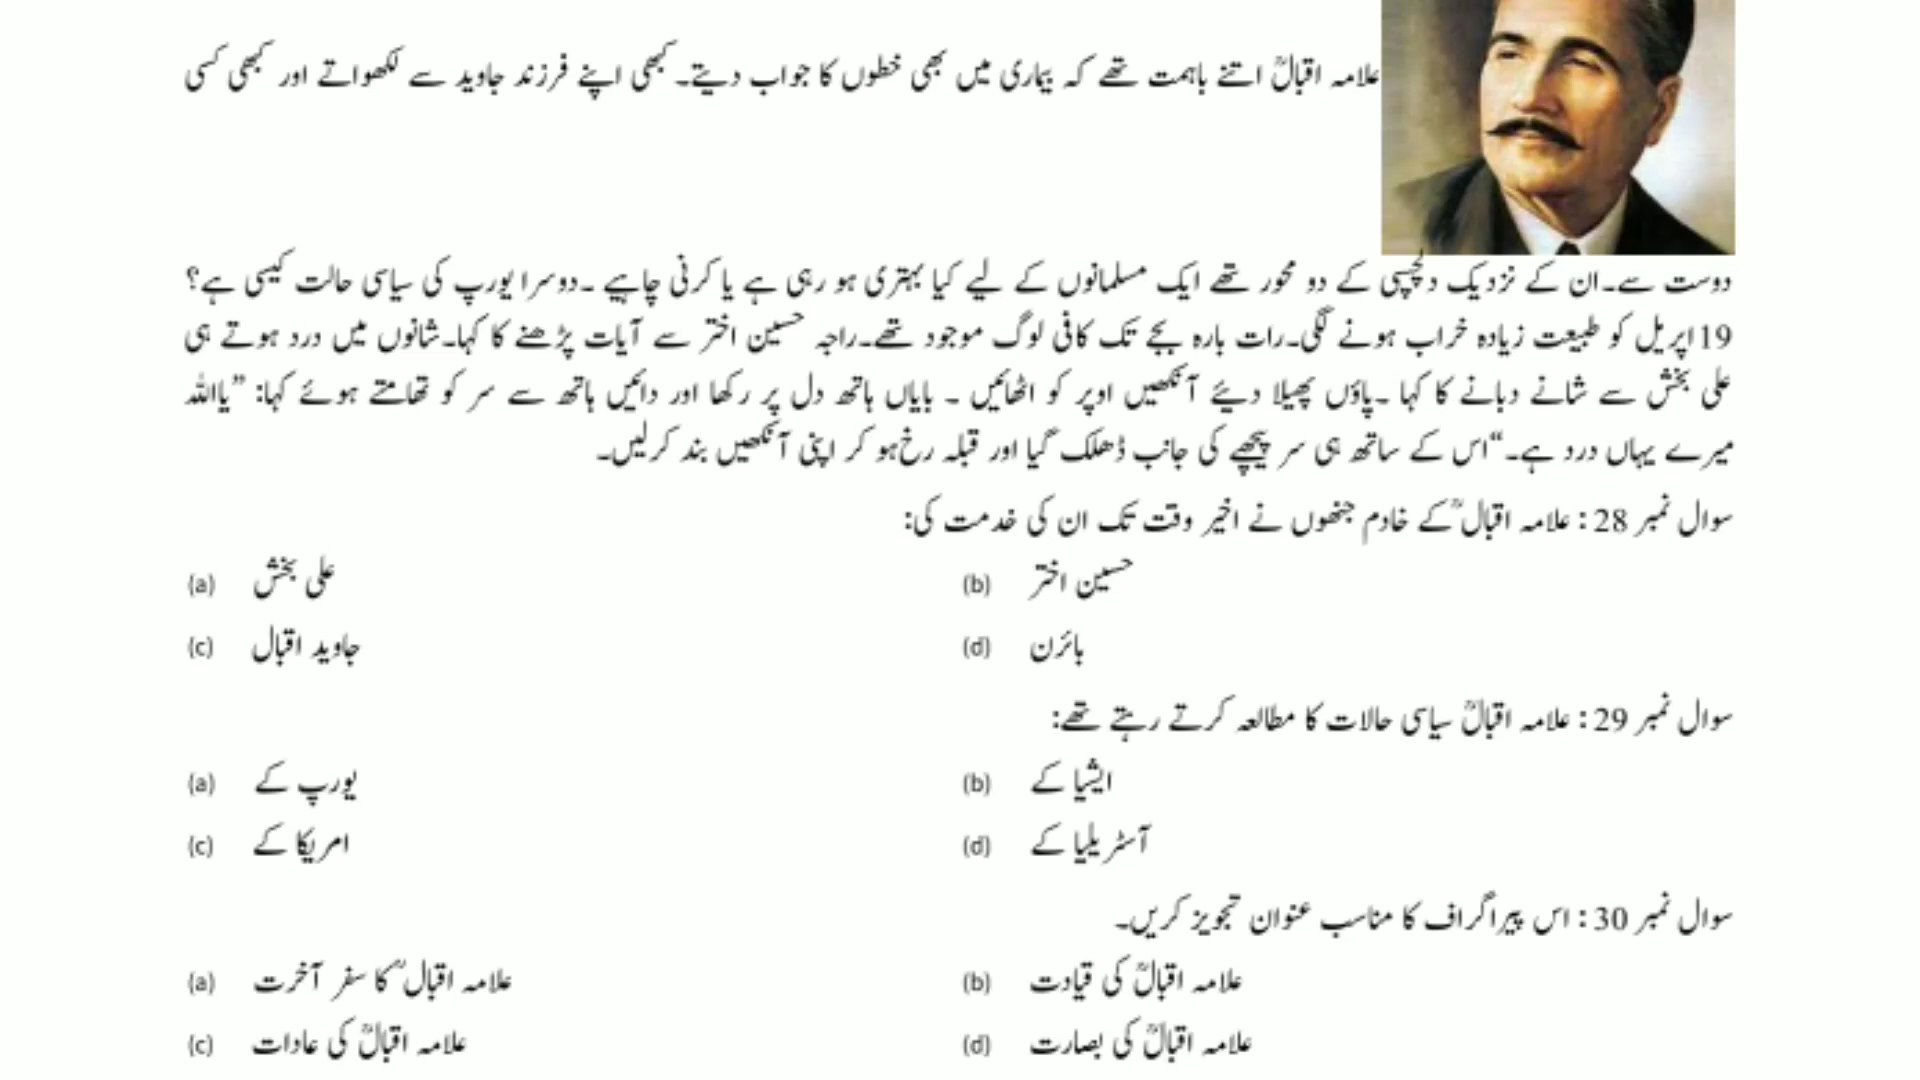 علامہ اقبالؒ اتنے باہمت تھے کہ بیماری میں بھی خطوں کا جواب دیتے۔ کبھی اپنے فرزند جاوید سے لکھواتے اور کبھی کسی
دوست سے۔ ان کے نزدیک دلچسپی کے دو محور تھے ایک مسلمانوں کے لیے کیا بہتری ہو رہی ہے یا کرنی چاہیے ۔ دوسرا یورپ کی سیاسی حالت کیسی ہے؟
19 اپریل کو طبیعت زیادہ خراب ہونے لگی۔ رات بارہ بجے تک کافی لوگ موجود تھے۔ راجہ حسین اختر سے آیات پڑھنے کا کہا۔ شانوں میں درد ہوتے ہی
علی بخش سے شانے دبانے کا کہا ۔ پاؤں پھیلا دیئے آنکھیں اوپر کو اٹھائیں ۔ بایاں ہاتھ دل پر رکھا اور دائیں ہاتھ سے سر کو تھامتے ہوئے کہا: ”یااللہ
میرے یہاں درد ہے۔“ اس کے ساتھ ہی سر پیچھے کی جانب ڈھلک گیا اور قبلہ رخ ہو کر اپنی آنکھیں بند کرلیں۔
سوال نمبر 28 : علامہ اقبالؒ کے خادم جنھوں نے اخیر وقت تک ان کی خدمت کی:
(a) علی بخش (b) حسین اختر
(c) جاوید اقبال (d) بائرن
سوال نمبر 29 : علامہ اقبالؒ سیاسی حالات کا مطالعہ کرتے رہتے تھے:
(a) یورپ کے (b) ایشیا کے
(c) امریکا کے (d) آسٹریلیا کے
سوال نمبر 30 : اس پیراگراف کا مناسب عنوان تجویز کریں۔
(a) علامہ اقبالؒ کا سفر آخرت (b) علامہ اقبالؒ کی قیادت
(c) علامہ اقبالؒ کی عادات (d) علامہ اقبالؒ کی بصارت